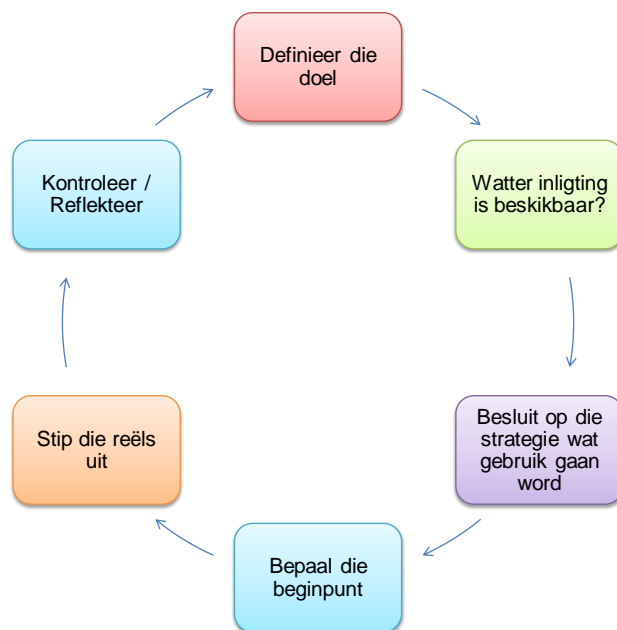 Definieer die
doel
Watter inligting
is beskikbaar?
Besluit op die
strategie wat
gebruik gaan
word
Bepaal die
beginpunt
Stip die reëls
uit
Kontroleer /
Reflekteer